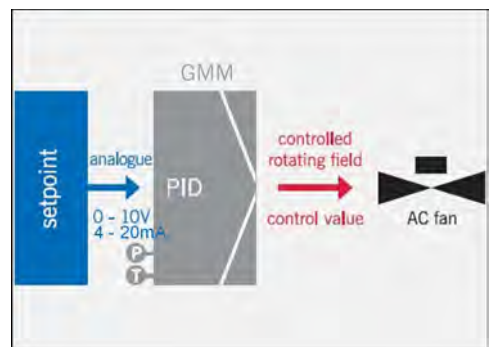 GMM
setpoint
analogue
0 - 10V
4 - 20mA
PID
P
T
controlled
rotating field
control value
AC fan